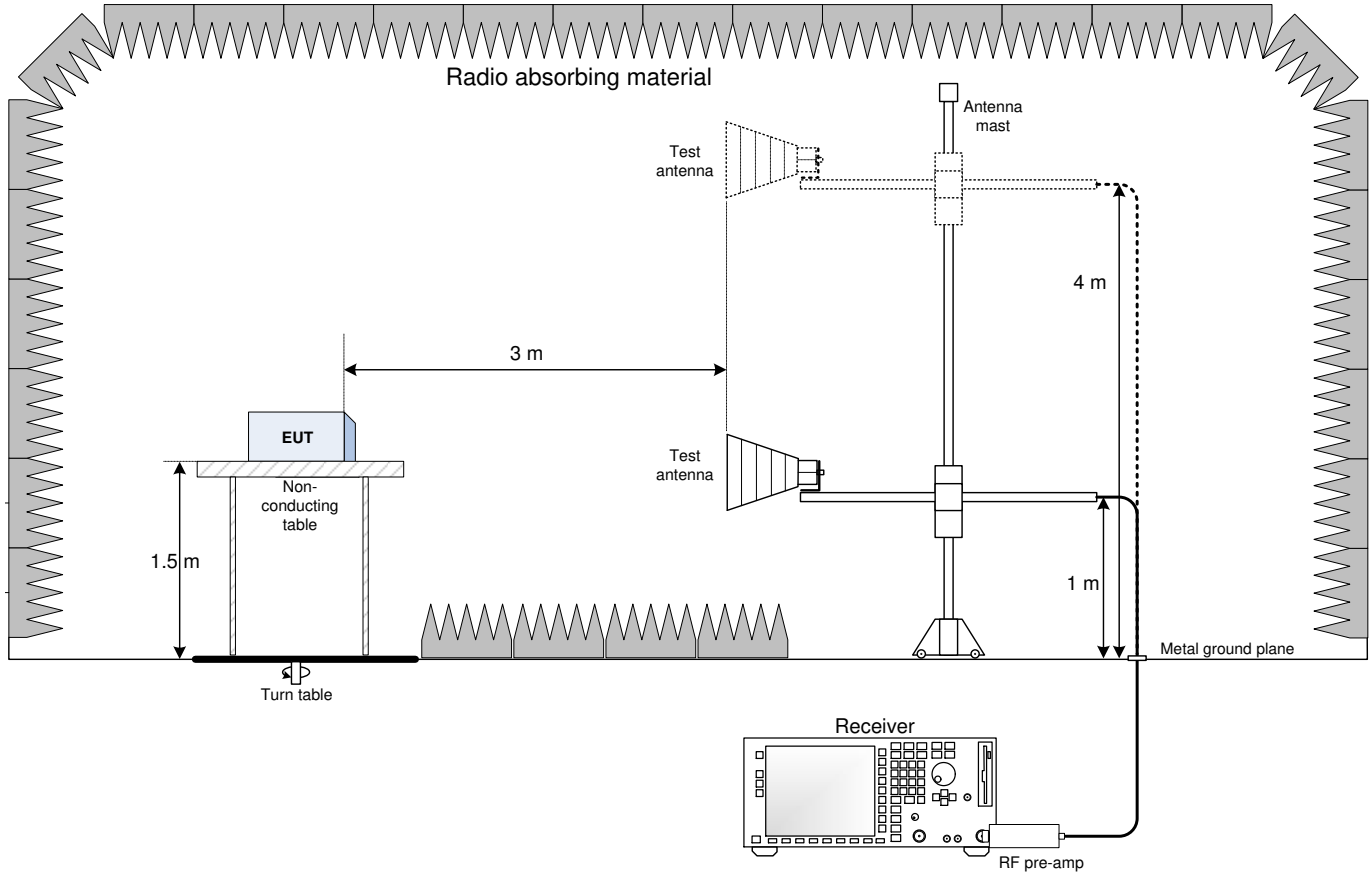 Radio absorbing material
Antenna
mast
Test
antenna
4 m
3 m
EUT
Test
antenna
Non-
conducting
table
1.5 m
1 m
Metal ground plane
Turn table
Receiver
RF pre-amp